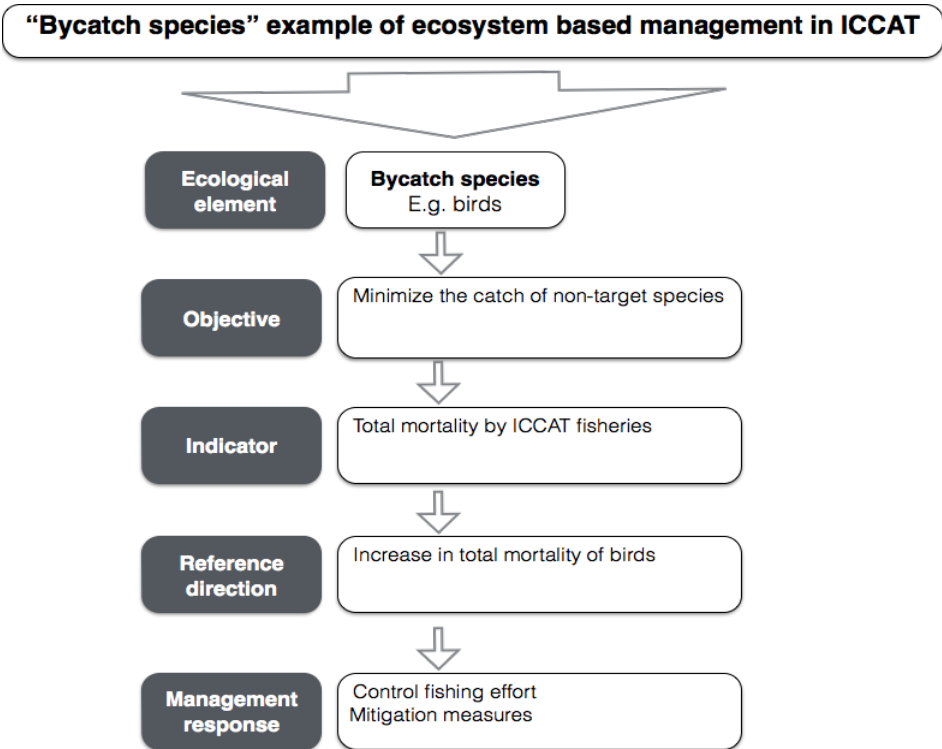 “Bycatch species” example of ecosystem based management in ICCAT
Ecological
element
Bycatch species
E.g. birds
Objective
Minimize the catch of non-target species
Indicator
Total mortality by ICCAT fisheries
Reference
direction
Increase in total mortality of birds
Management
response
Control fishing effort
Mitigation measures